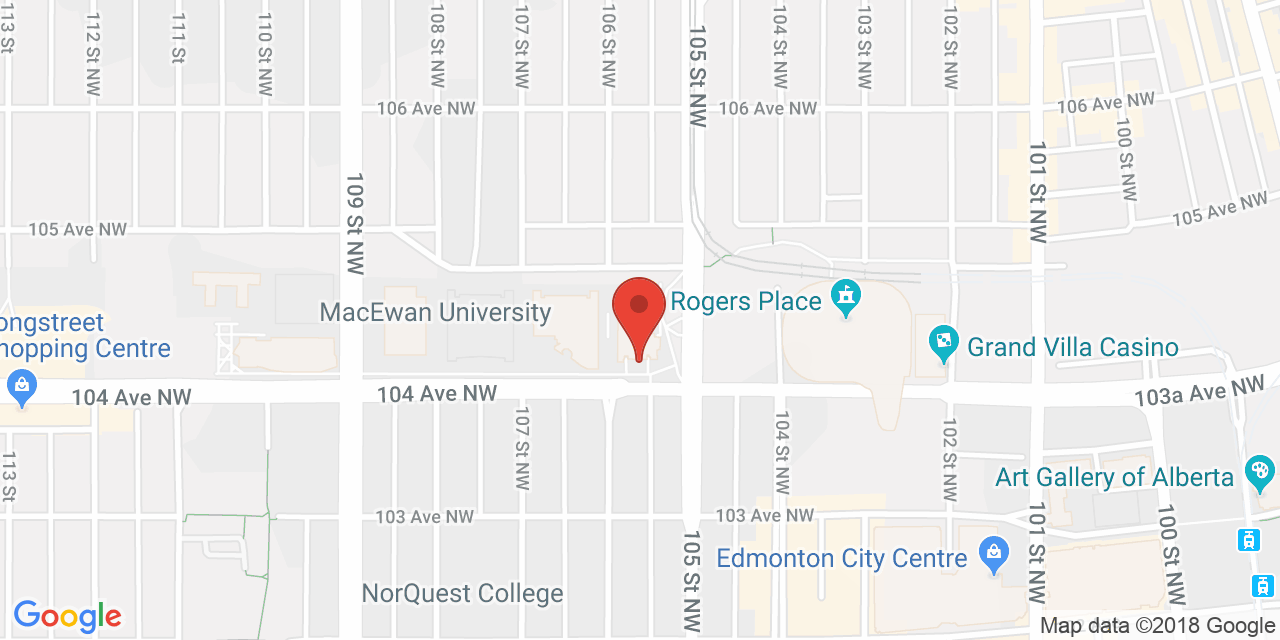 113 St
112 St NW
111 St
110 St NW
108 St NW
107 St NW
106 St NW
105 St NW
104 St NW
103 St NW
102 St NW
106 Ave NW
106 Ave NW
106 Ave NW
100 St NW
101 St NW
109 St NW
105 Ave NW
105 Ave NW
MacEwan University
Rogers Place
ongstreet
hopping Centre
Grand Villa Casino
104 Ave NW
104 Ave NW
103a Ave NW
107 St NW
104 St NW
102 St NW
113 St
Art Gallery of Alberta
103 Ave NW
103 Ave NW
101 St NW
100 St NW
105 St NW
Edmonton City Centre
NorQuest College
Google
Map data ©2018 Google